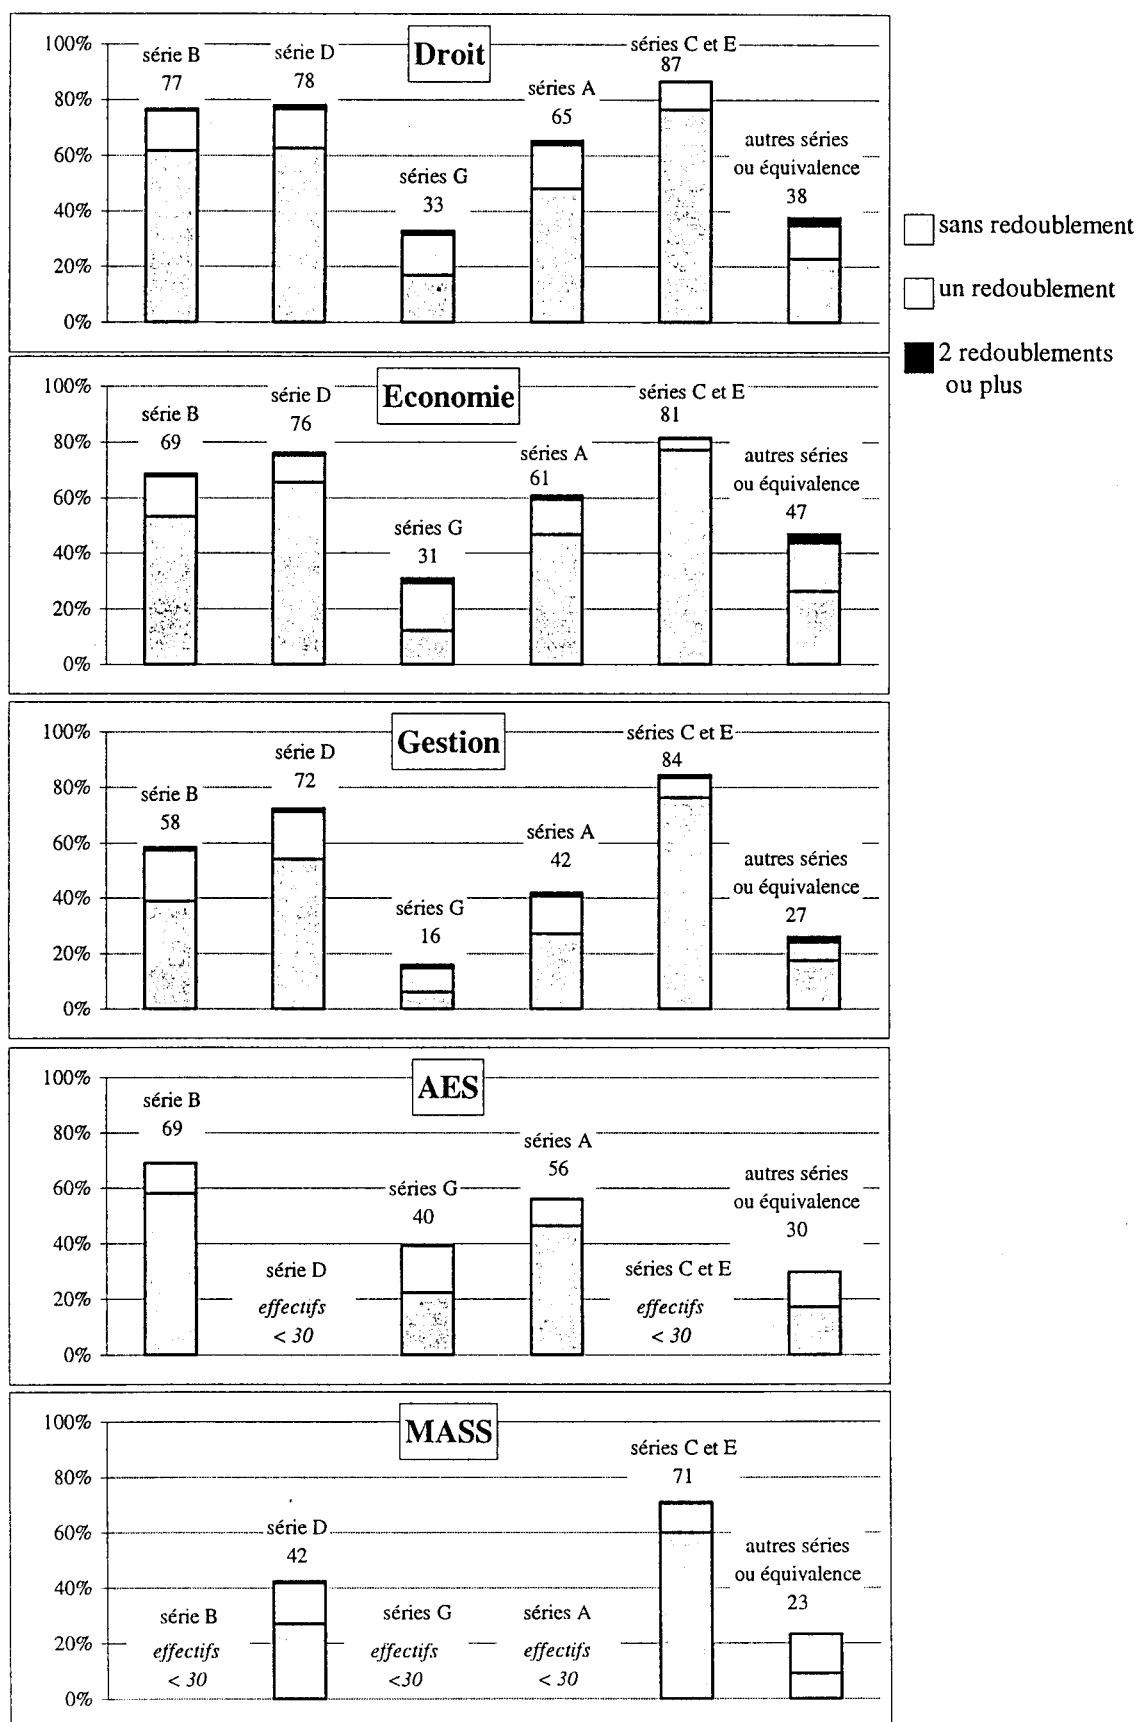 Droit
100%
80%
60%
40%
20%
0%
série B
77
série D
78
séries G
33
séries A
65
séries C et E
87
autres séries
ou équivalence
38
sans redoublement
un redoublement
2 redoublements
ou plus
Economie
100%
80%
60%
40%
20%
0%
série B
69
série D
76
séries G
31
séries A
61
séries C et E
81
autres séries
ou équivalence
47
Gestion
100%
80%
60%
40%
20%
0%
série B
58
série D
72
séries G
16
séries A
42
séries C et E
84
autres séries
ou équivalence
27
AES
100%
80%
60%
40%
20%
0%
série B
69
série D
effectifs
< 30
séries G
40
séries A
56
séries C et E
effectifs
< 30
autres séries
ou équivalence
30
MASS
100%
80%
60%
40%
20%
0%
série B
effectifs
< 30
série D
42
séries G
effectifs
<30
séries A
effectifs
< 30
séries C et E
71
autres séries
ou équivalence
23